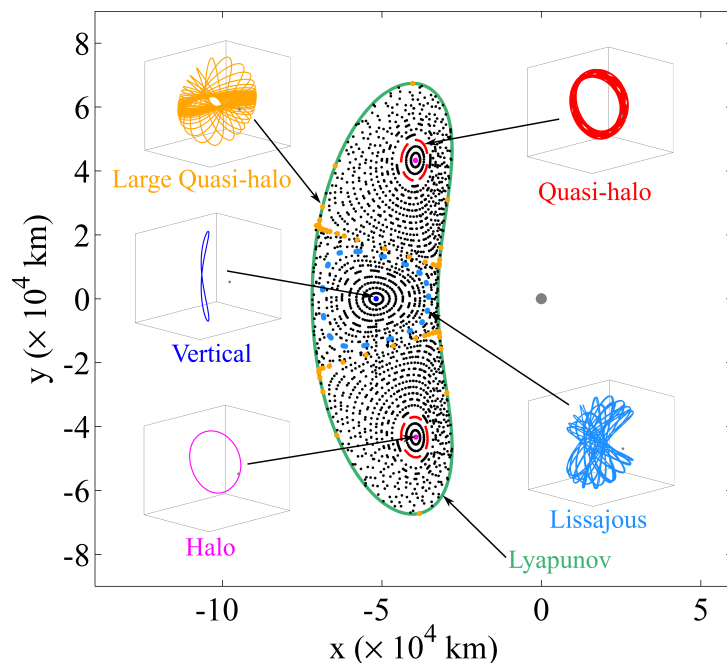 8
6
4
2
0
-2
-4
-6
-8
y (× 10⁴ km)
Large Quasi-halo
Quasi-halo
Vertical
Halo
Lissajous
Lyapunov
-10
-5
0
5
x (× 10⁴ km)